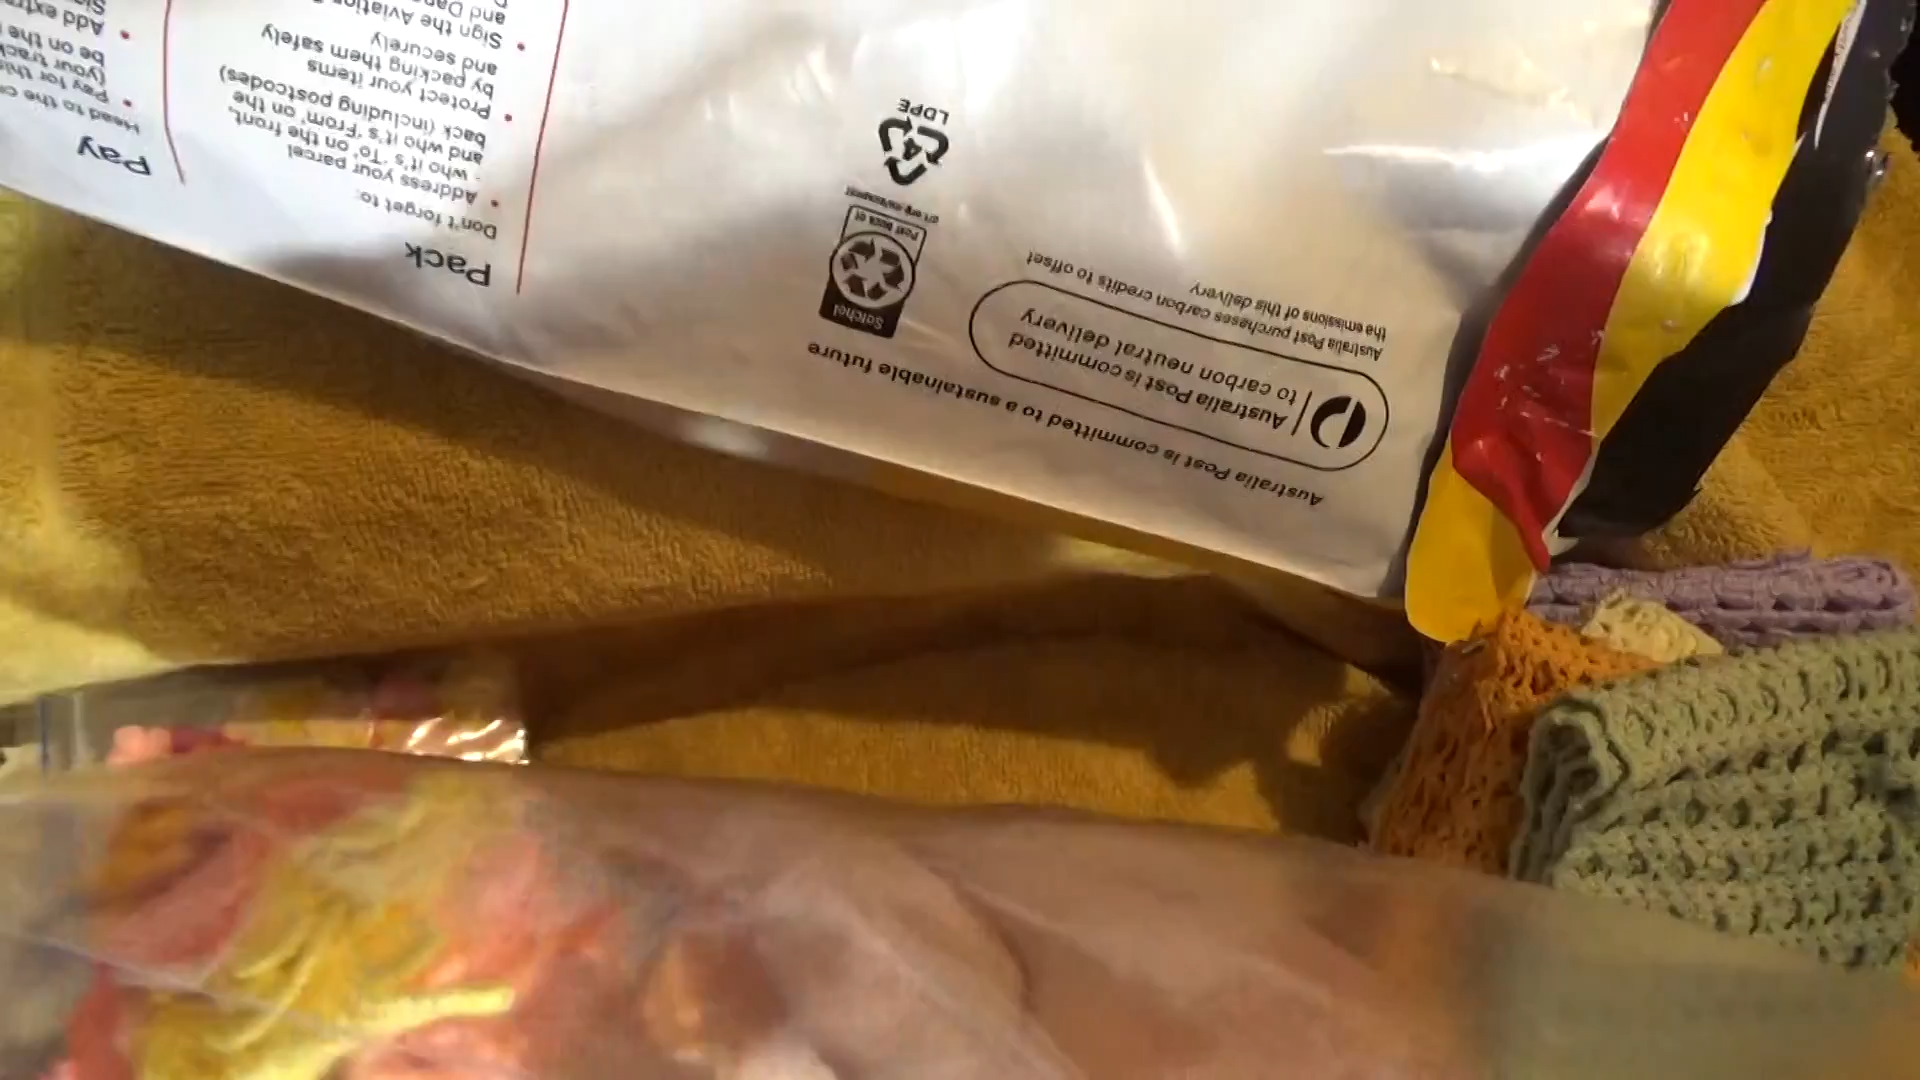 Australia Post is committed to a sustainable future
Australia Post is committed
to carbon neutral delivery
Australia Post purchases carbon credits to offset
the emissions of this delivery
Satchel
4
LDPE
Pack
Don't forget to:
• Address your parcel
- who it's 'To', on the front,
and who it's 'From' on the
back (including postcodes)
• Protect your items
by packing them safely
and securely
• Sign the Aviation
and
Pay
Head to the
• Pay for this
(your track
be on the
• Add extra